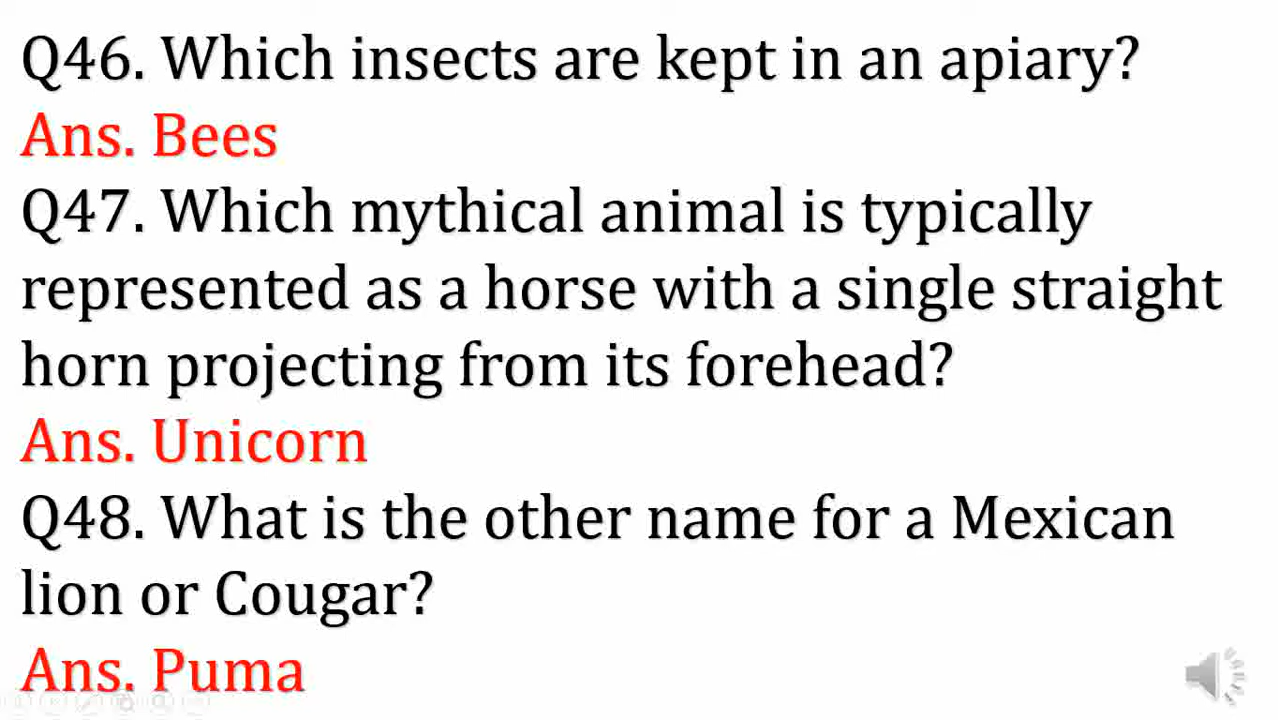 Q46. Which insects are kept in an apiary?
Ans. Bees
Q47. Which mythical animal is typically
represented as a horse with a single straight
horn projecting from its forehead?
Ans. Unicorn
Q48. What is the other name for a Mexican
lion or Cougar?
Ans. Puma